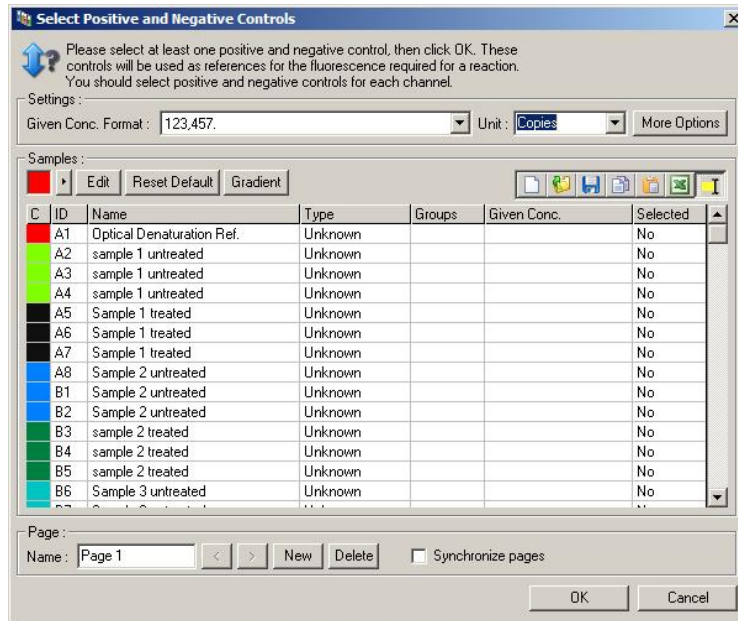 Select Positive and Negative Controls
Please select at least one positive and negative control, then click OK. These
controls will be used as references for the fluorescence required for a reaction.
You should select positive and negative controls for each channel.
Settings :
Given Conc. Format : 123,457. Unit : Copies More Options
Samples :
Edit Reset Default Gradient
C ID Name Type Groups Given Conc. Selected
A1 Optical Denaturation Ref. Unknown No
A2 sample 1 untreated Unknown No
A3 sample 1 untreated Unknown No
A4 sample 1 untreated Unknown No
A5 Sample 1 treated Unknown No
A6 Sample 1 treated Unknown No
A7 Sample 1 treated Unknown No
A8 Sample 2 untreated Unknown No
B1 Sample 2 untreated Unknown No
B2 Sample 2 untreated Unknown No
B3 sample 2 treated Unknown No
B4 sample 2 treated Unknown No
B5 sample 2 treated Unknown No
B6 Sample 3 untreated Unknown No
Page :
Name : Page 1 < > New Delete Synchronize pages
OK Cancel